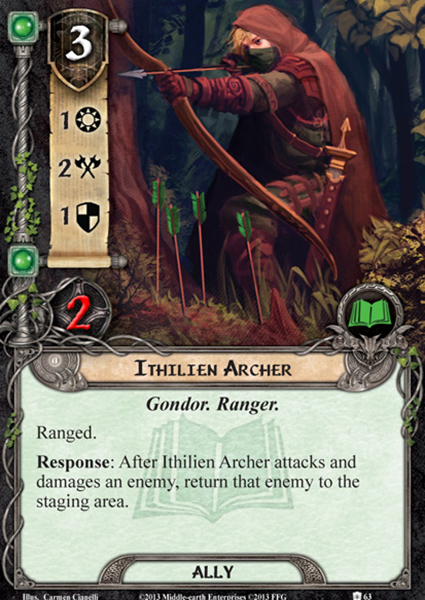 3
1
2
1
2
Ithilien Archer
Gondor. Ranger.
Ranged.
Response: After Ithilien Archer attacks and
damages an enemy, return that enemy to the
staging area.
ALLY
Illus. Carmen Cianelli ©2013 Middle-earth Enterprises ©2013 FFG 63